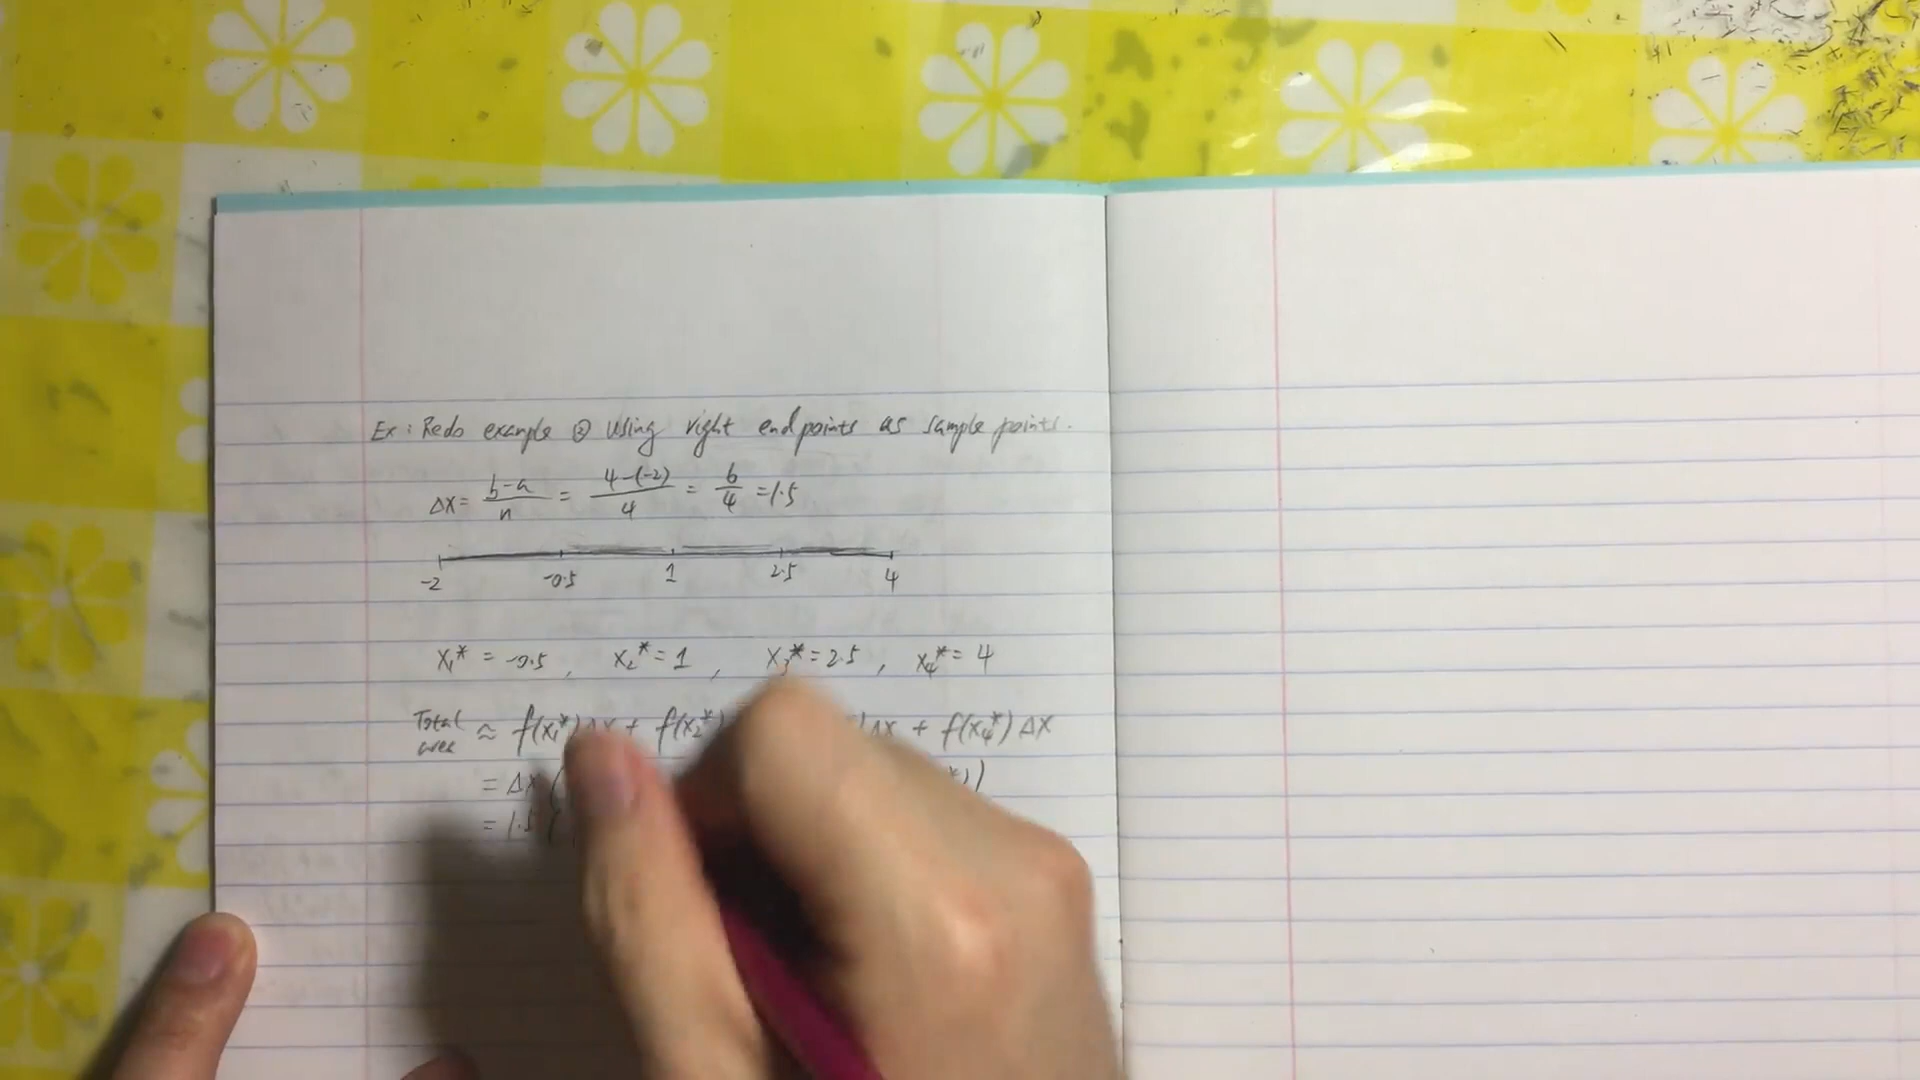 Ex: Redo example ② using right endpoints as sample points.
Δx = b-a/n = 4-(-2)/4 = 6/4 = 1.5
-2 -0.5 1 2.5 4
x₁* = -0.5, x₂* = 1, x₃* = 2.5, x₄* = 4
Total area ≈ f(x₁*)Δx + f(x₂*) Δx + f(x₄*)Δx
= Δx (
= 1.5 (